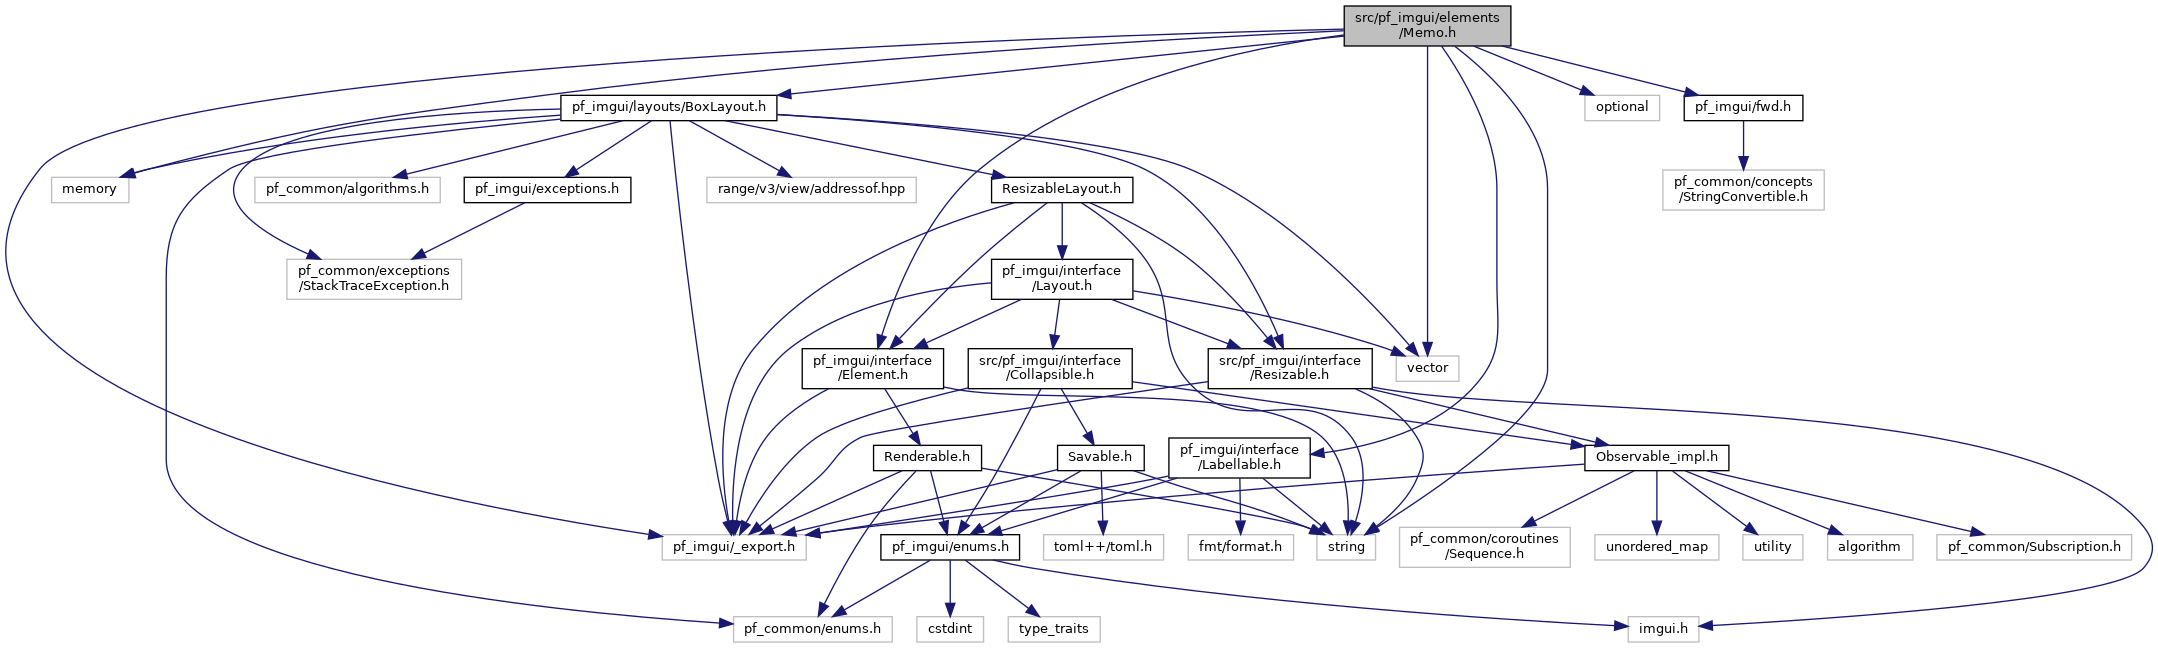 src/pf_imgui/elements
/Memo.h
pf_imgui/layouts/BoxLayout.h
optional
pf_imgui/fwd.h
memory
pf_common/algorithms.h
pf_imgui/exceptions.h
range/v3/view/addressof.hpp
ResizableLayout.h
pf_common/concepts
/StringConvertible.h
pf_common/exceptions
/StackTraceException.h
pf_imgui/interface
/Layout.h
pf_imgui/interface
/Element.h
src/pf_imgui/interface
/Collapsible.h
src/pf_imgui/interface
/Resizable.h
vector
Renderable.h
Savable.h
pf_imgui/interface
/Labellable.h
Observable_impl.h
pf_imgui/_export.h
pf_imgui/enums.h
toml++/toml.h
fmt/format.h
string
pf_common/coroutines
/Sequence.h
unordered_map
utility
algorithm
pf_common/Subscription.h
pf_common/enums.h
cstdint
type_traits
imgui.h